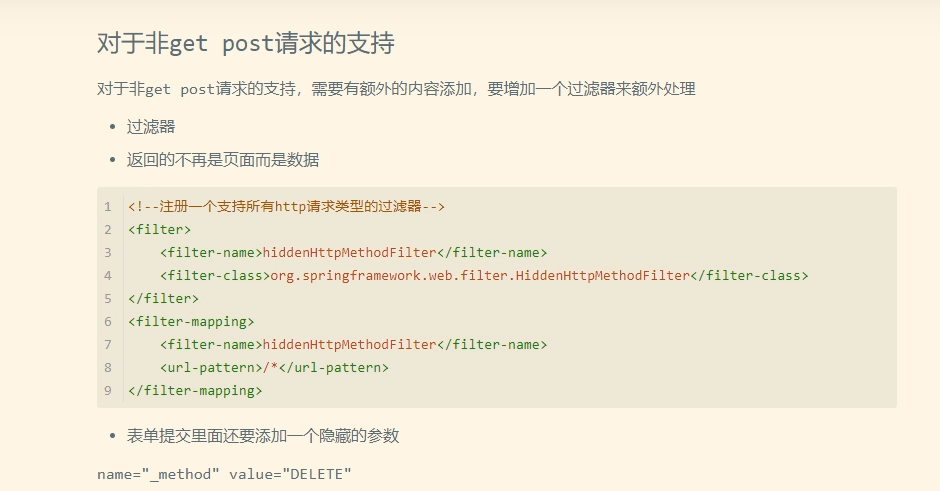 对于非get post请求的支持
对于非get post请求的支持，需要有额外的内容添加，要增加一个过滤器来额外处理
• 过滤器
• 返回的不再是页面而是数据
1 <!--注册一个支持所有http请求类型的过滤器-->
2 <filter>
3     <filter-name>hiddenHttpMethodFilter</filter-name>
4     <filter-class>org.springframework.web.filter.HiddenHttpMethodFilter</filter-class>
5 </filter>
6 <filter-mapping>
7     <filter-name>hiddenHttpMethodFilter</filter-name>
8     <url-pattern>/*</url-pattern>
9 </filter-mapping>
• 表单提交里面还要添加一个隐藏的参数
name="_method" value="DELETE"